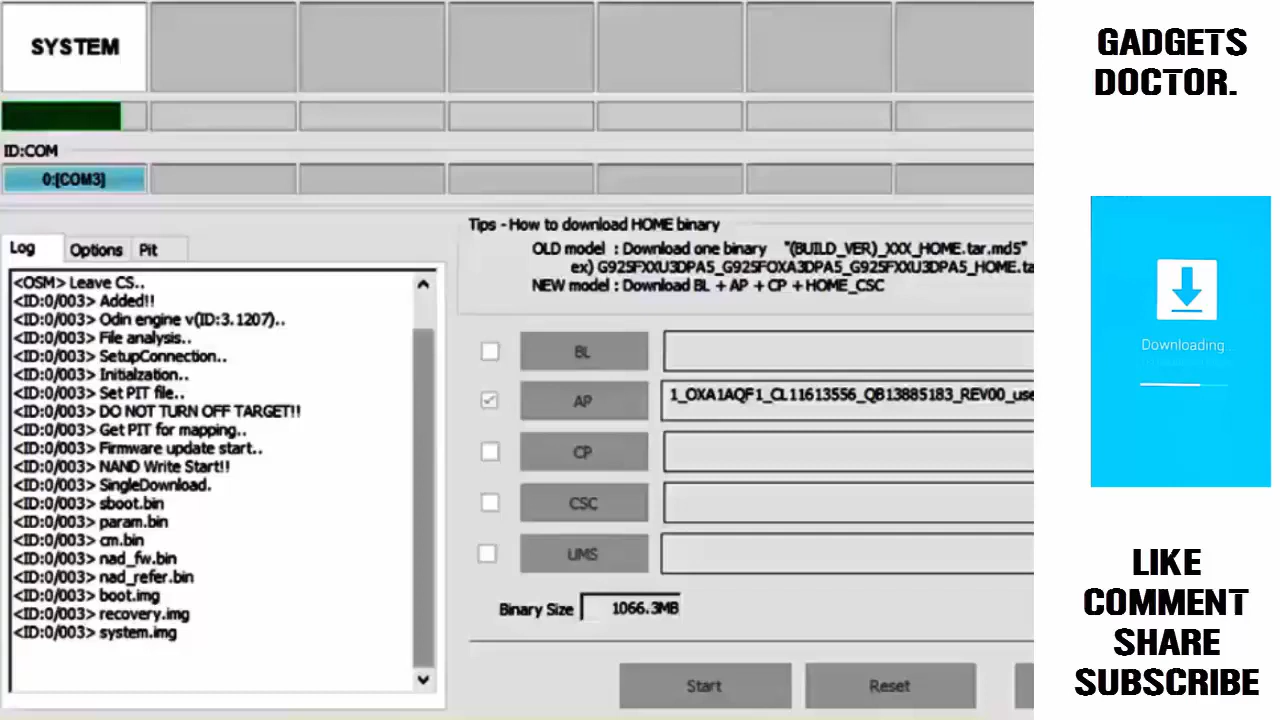 SYSTEM
ID:COM
0:[COM3]
Log
Options
Pit
<OSM> Leave CS..
<ID:0/003> Added!!
<ID:0/003> Odin engine v(ID:3.1207)..
<ID:0/003> File analysis..
<ID:0/003> SetupConnection..
<ID:0/003> Initialzation..
<ID:0/003> Set PIT file..
<ID:0/003> DO NOT TURN OFF TARGET!!
<ID:0/003> Get PIT for mapping..
<ID:0/003> Firmware update start..
<ID:0/003> NAND Write Start!!
<ID:0/003> SingleDownload.
<ID:0/003> sboot.bin
<ID:0/003> param.bin
<ID:0/003> cm.bin
<ID:0/003> nad_fw.bin
<ID:0/003> nad_refer.bin
<ID:0/003> boot.img
<ID:0/003> recovery.img
<ID:0/003> system.img
Tips - How to download HOME binary
OLD model : Download one binary "(BUILD_VER)_XXX_HOME.tar.md5"
ex) G925FXXU3DPA5_G925FOXA3DPA5_G925FXXU3DPA5_HOME.ta
NEW model : Download BL + AP + CP + HOME_CSC
BL
AP
1_OXA1AQF1_CL11613556_QB13885183_REV00_use
CP
CSC
UMS
Binary Size
1066.3MB
Start
Reset
GADGETS
DOCTOR.
Downloading..
LIKE
COMMENT
SHARE
SUBSCRIBE